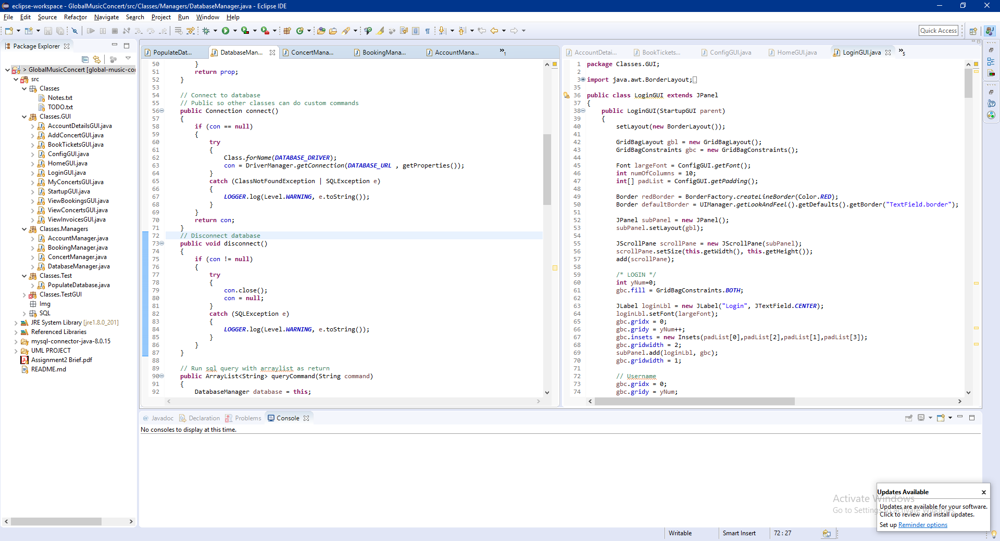 eclipse-workspace - GlobalMusicConcert/src/Classes/Managers/DatabaseManager.java - Eclipse IDE
File Edit Source Refactor Navigate Search Project Run Window Help
Quick Access
Package Explorer
> GlobalMusicConcert [global-music-con
src
Classes
Notes.txt
TODO.txt
Classes.GUI
AccountDetailsGUI.java
AddConcertGUI.java
BookTicketsGUI.java
ConfigGUI.java
HomeGUI.java
LoginGUI.java
MyConcertsGUI.java
StartupGUI.java
ViewBookingsGUI.java
ViewConcertsGUI.java
ViewInvoicesGUI.java
Classes.Managers
AccountManager.java
BookingManager.java
ConcertManager.java
DatabaseManager.java
Classes.Test
PopulateDatabase.java
Classes.TestGUI
Img
SQL
JRE System Library [jre1.8.0_201]
Referenced Libraries
mysql-connector-java-8.0.15
UML PROJECT
Assignment2 Brief.pdf
README.md
PopulateDat... DatabaseMan... ConcertMana... BookingMana... AccountMana... »1
50 }
51 return prop;
52 }
53
54 // Connect to database
55 // Public so other classes can do custom commands
56 public Connection connect()
57 {
58 if (con == null)
59 {
60 try
61 {
62 Class.forName(DATABASE_DRIVER);
63 con = DriverManager.getConnection(DATABASE_URL , getProperties());
64 }
65 catch (ClassNotFoundException | SQLException e)
66 {
67 LOGGER.log(Level.WARNING, e.toString());
68 }
69 }
70 return con;
71 }
72 // Disconnect database
73 public void disconnect()
74 {
75 if (con != null)
76 {
77 try
78 {
79 con.close();
80 con = null;
81 }
82 catch (SQLException e)
83 {
84 LOGGER.log(Level.WARNING, e.toString());
85 }
86 }
87 }
88
89 // Run sql query with arraylist as return
90 public ArrayList<String> queryCommand(String command)
91 {
92 DatabaseManager database = this;
AccountDetai... BookTickets... ConfigGUI.java HomeGUI.java LoginGUI.java »5
1 package Classes.GUI;
2
3 import java.awt.BorderLayout;
35
36 public class LoginGUI extends JPanel
37 {
38 public LoginGUI(StartupGUI parent)
39 {
40 setLayout(new BorderLayout());
41
42 GridBagLayout gbl = new GridBagLayout();
43 GridBagConstraints gbc = new GridBagConstraints();
44
45 Font largeFont = ConfigGUI.getFont();
46 int numOfColumns = 10;
47 int[] padList = ConfigGUI.getPadding();
48
49 Border redBorder = BorderFactory.createLineBorder(Color.RED);
50 Border defaultBorder = UIManager.getLookAndFeel().getDefaults().getBorder("TextField.border");
51
52 JPanel subPanel = new JPanel();
53 subPanel.setLayout(gbl);
54
55 JScrollPane scrollPane = new JScrollPane(subPanel);
56 scrollPane.setSize(this.getWidth(), this.getHeight());
57 add(scrollPane);
58
59 /* LOGIN */
60 int yNum=0;
61 gbc.fill = GridBagConstraints.BOTH;
62
63 JLabel loginLbl = new JLabel("Login", JTextField.CENTER);
64 loginLbl.setFont(largeFont);
65 gbc.gridx = 0;
66 gbc.gridy = yNum++;
67 gbc.insets = new Insets(padList[0],padList[2],padList[1],padList[3]);
68 gbc.gridwidth = 2;
69 subPanel.add(loginLbl, gbc);
70 gbc.gridwidth = 1;
71
72 // Username
73 gbc.gridx = 0;
74 gbc.gridy = yNum;
@ Javadoc Declaration Problems Console
No consoles to display at this time.
Activate Windows
Go to Settings to activate Windows.
Updates Available
Updates are available for your software.
Click to review and install updates.
Set up Reminder options
Writable Smart Insert 72 : 27